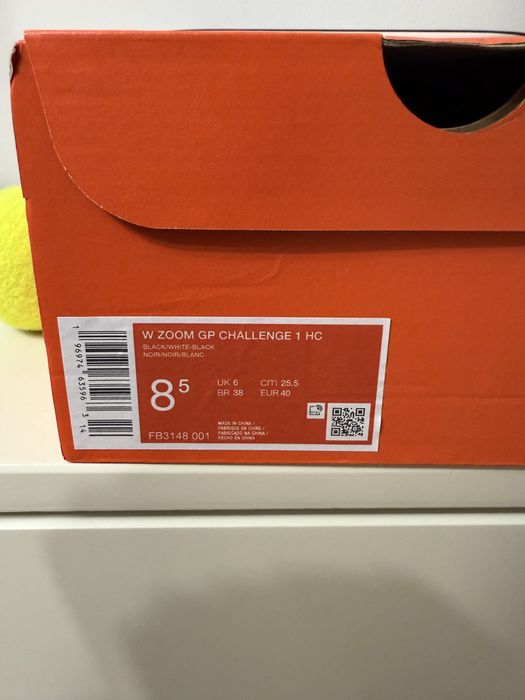 W ZOOM GP CHALLENGE 1 HC
BLACK/WHITE-BLACK
NOIR/NOIR/BLANC
8 5
UK 6 CM 25.5
BR 38 EUR 40
FB3148 001
MADE IN CHINA /
FABRIQUÉ EN CHINE /
FABRICADO NA CHINA /
HECHO EN CHINA
1 96974 63596 3 14